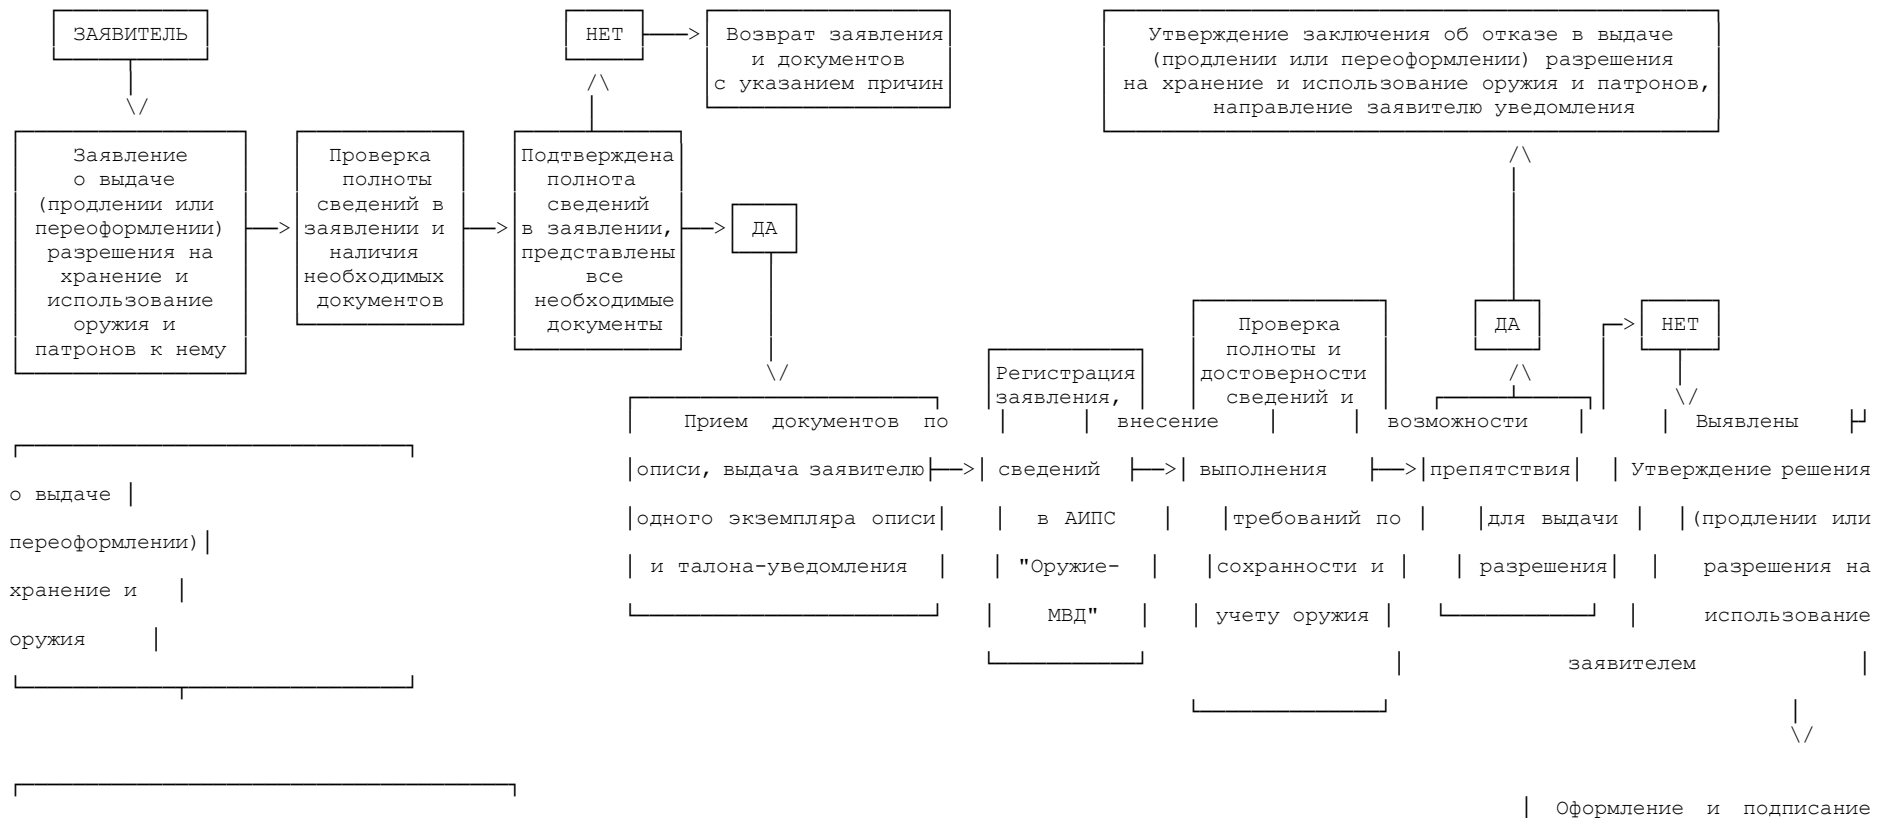 ЗАЯВИТЕЛЬ
НЕТ
Возврат заявления
и документов
с указанием причин
Утверждение заключения об отказе в выдаче
(продлении или переоформлении) разрешения
на хранение и использование оружия и патронов,
направление заявителю уведомления
Заявление
о выдаче
(продлении или
переоформлении)
разрешения на
хранение и
использование
оружия и
патронов к нему
Проверка
полноты
сведений в
заявлении и
наличия
необходимых
документов
Подтверждена
полнота
сведений
в заявлении,
представлены
все
необходимые
документы
ДА
Проверка
полноты и
достоверности
сведений и
ДА
НЕТ
Регистрация
заявления,
Прием документов по внесение возможности Выявлены
описи, выдача заявителю сведений выполнения препятствия Утверждение решения
о выдаче
одного экземпляра описи в АИПС требований по для выдачи (продлении или
переоформлении)
и талона-уведомления "Оружие- сохранности и разрешения разрешения на
хранение и
МВД" учету оружия использование
оружия
заявителем
Оформление и подписание